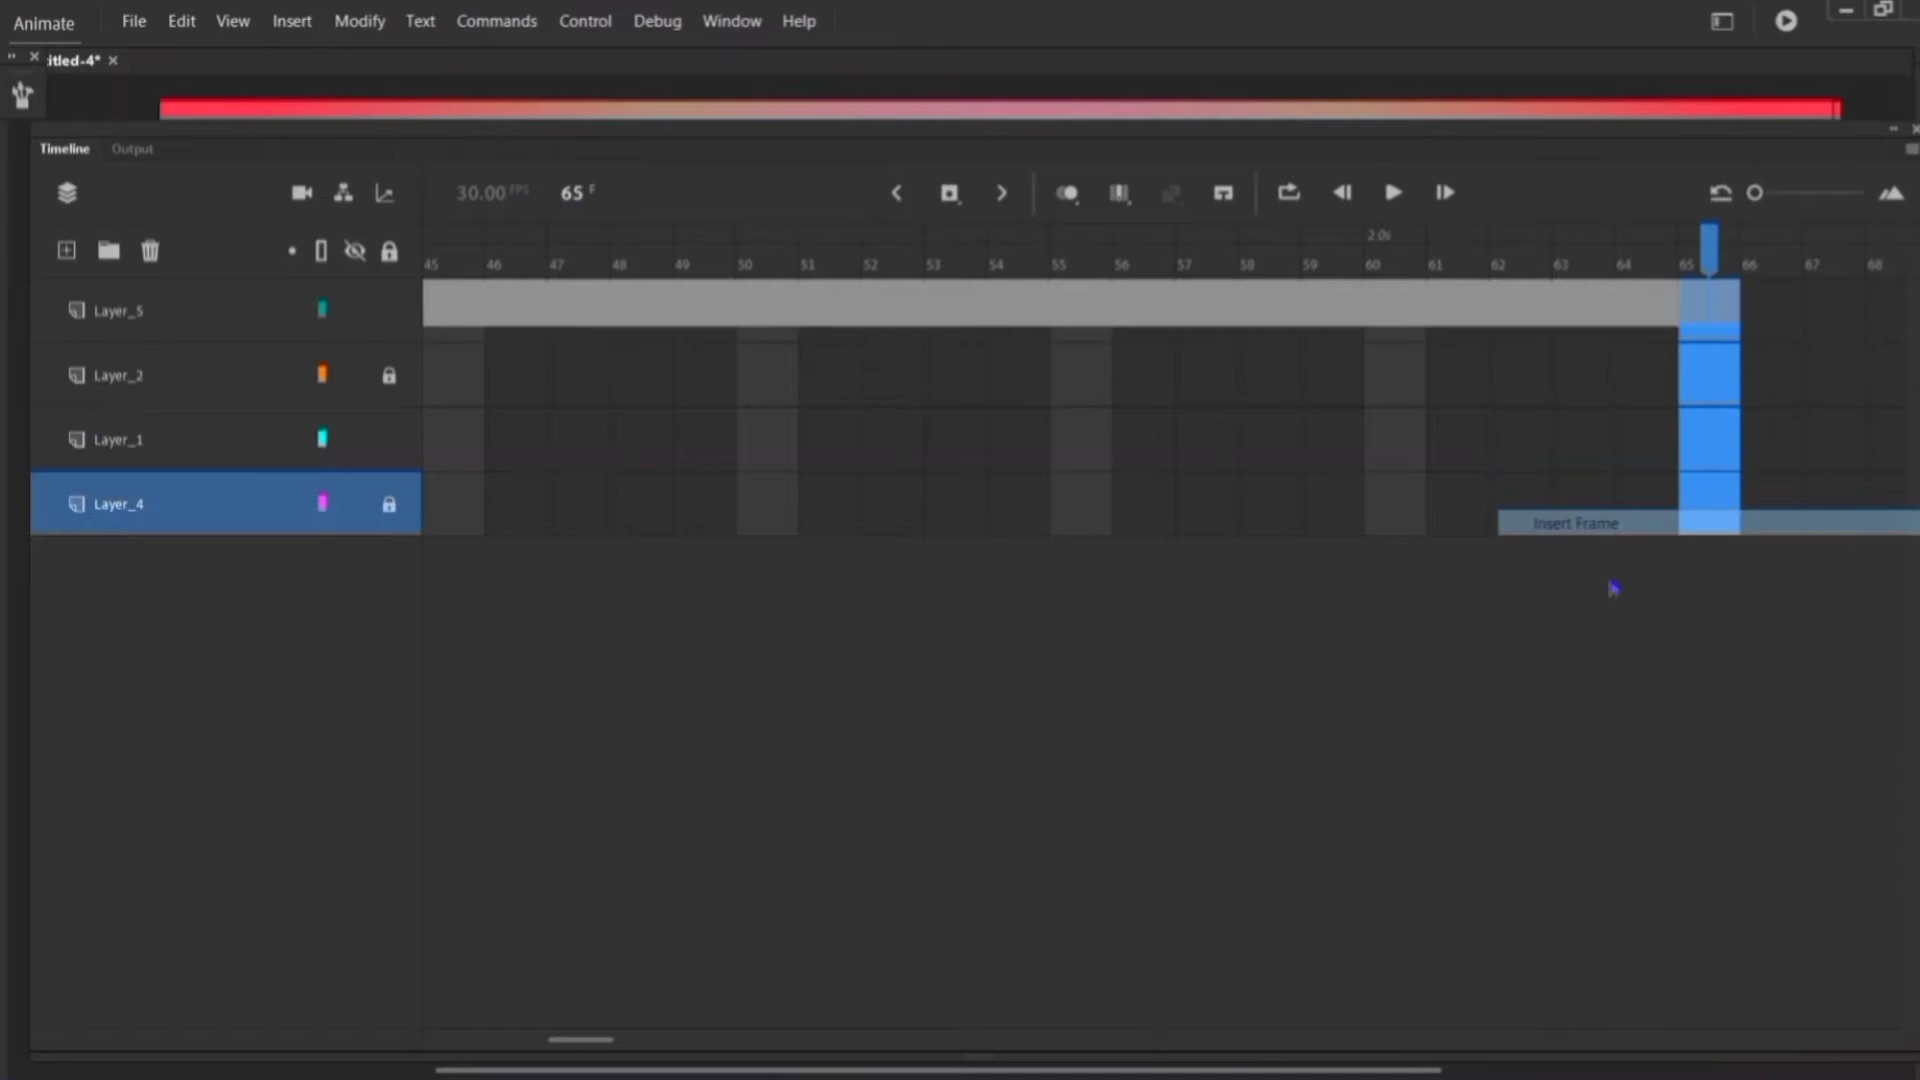 Animate File Edit View Insert Modify Text Commands Control Debug Window Help
itled-4*
Timeline Output
30.00 FPS 65 F
2.0s
45 46 47 48 49 50 51 52 53 54 55 56 57 58 59 60 61 62 63 64 65 66 67 68
Layer_5
Layer_2
Layer_1
Layer_4
Insert Frame